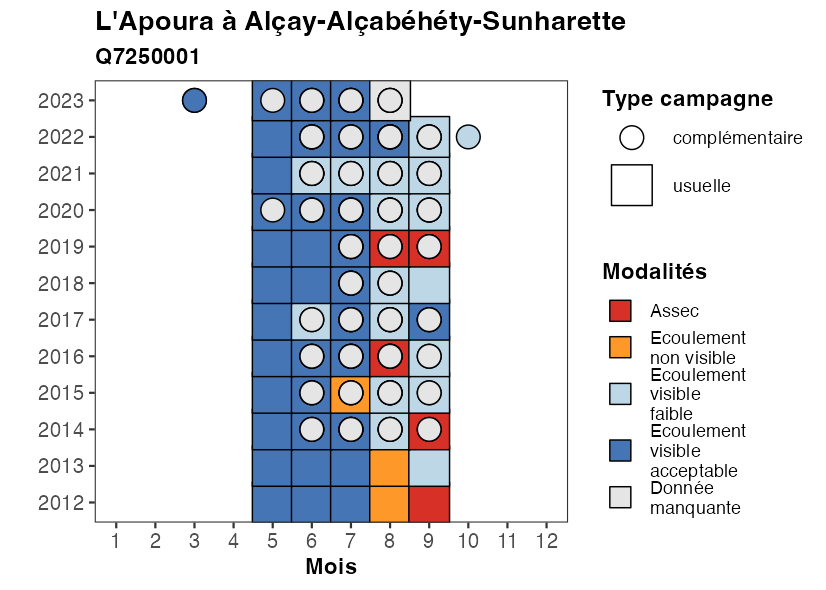 L'Apoura à Alçay-Alçabéhéty-Sunharette
Q7250001
2023
2022
2021
2020
2019
2018
2017
2016
2015
2014
2013
2012
1 2 3 4 5 6 7 8 9 10 11 12
Mois
Type campagne
complémentaire
usuelle
Modalités
Assec
Ecoulement
non visible
Ecoulement
visible
faible
Ecoulement
visible
acceptable
Donnée
manquante